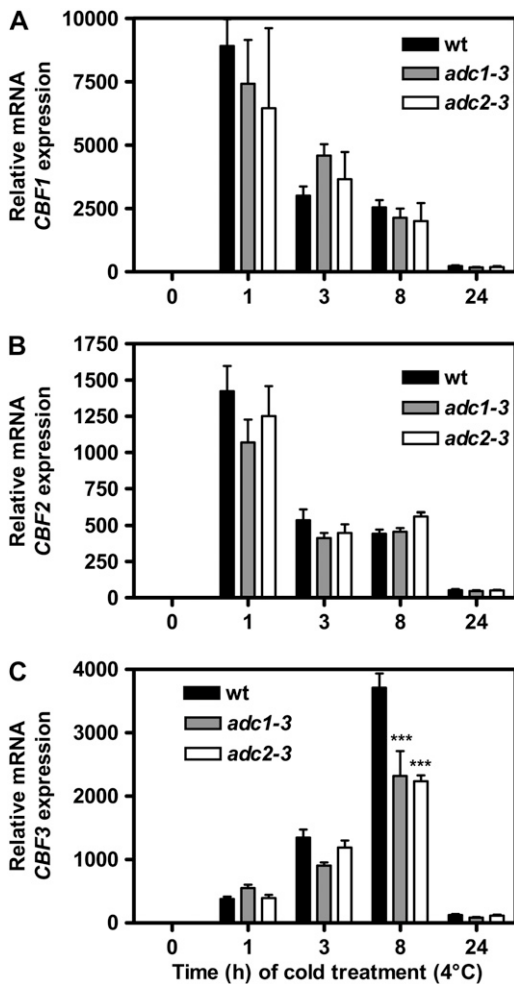 A
Relative mRNA
CBF1 expression
10000
7500
5000
2500
0
wt
adc1-3
adc2-3
0 1 3 8 24
B
Relative mRNA
CBF2 expression
1750
1500
1250
1000
750
500
250
0
wt
adc1-3
adc2-3
0 1 3 8 24
C
Relative mRNA
CBF3 expression
4000
3000
2000
1000
0
wt
adc1-3
adc2-3
***
***
0 1 3 8 24
Time (h) of cold treatment (4°C)